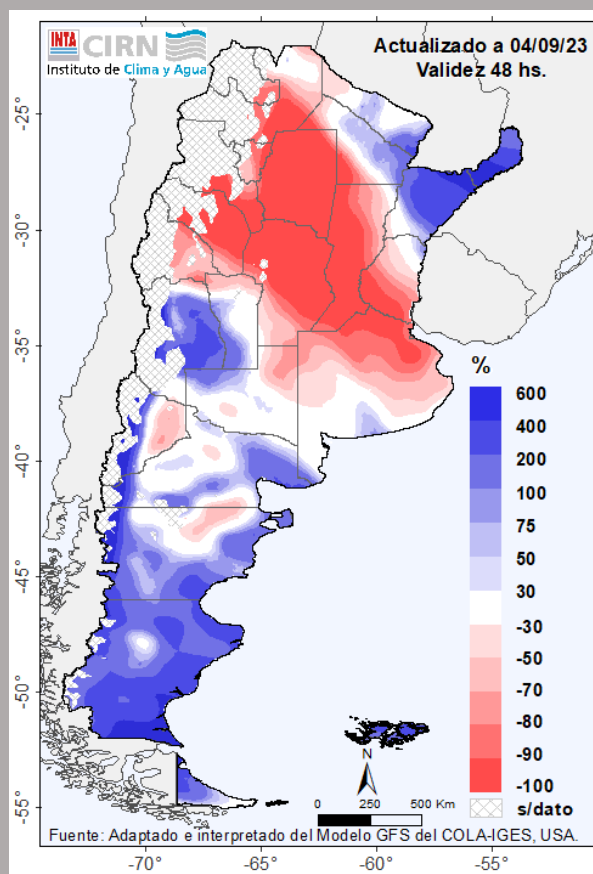 INTA CIRN
Instituto de Clima y Agua
Actualizado a 04/09/23
Validez 48 hs.
-25°
-30°
-35°
-40°
-45°
-50°
-55°
%
600
400
200
100
75
50
30
-30
-50
-70
-80
-90
-100
s/dato
N
0 250 500 Km
Fuente: Adaptado e interpretado del Modelo GFS del COLA-IGES, USA.
-70° -65° -60° -55°